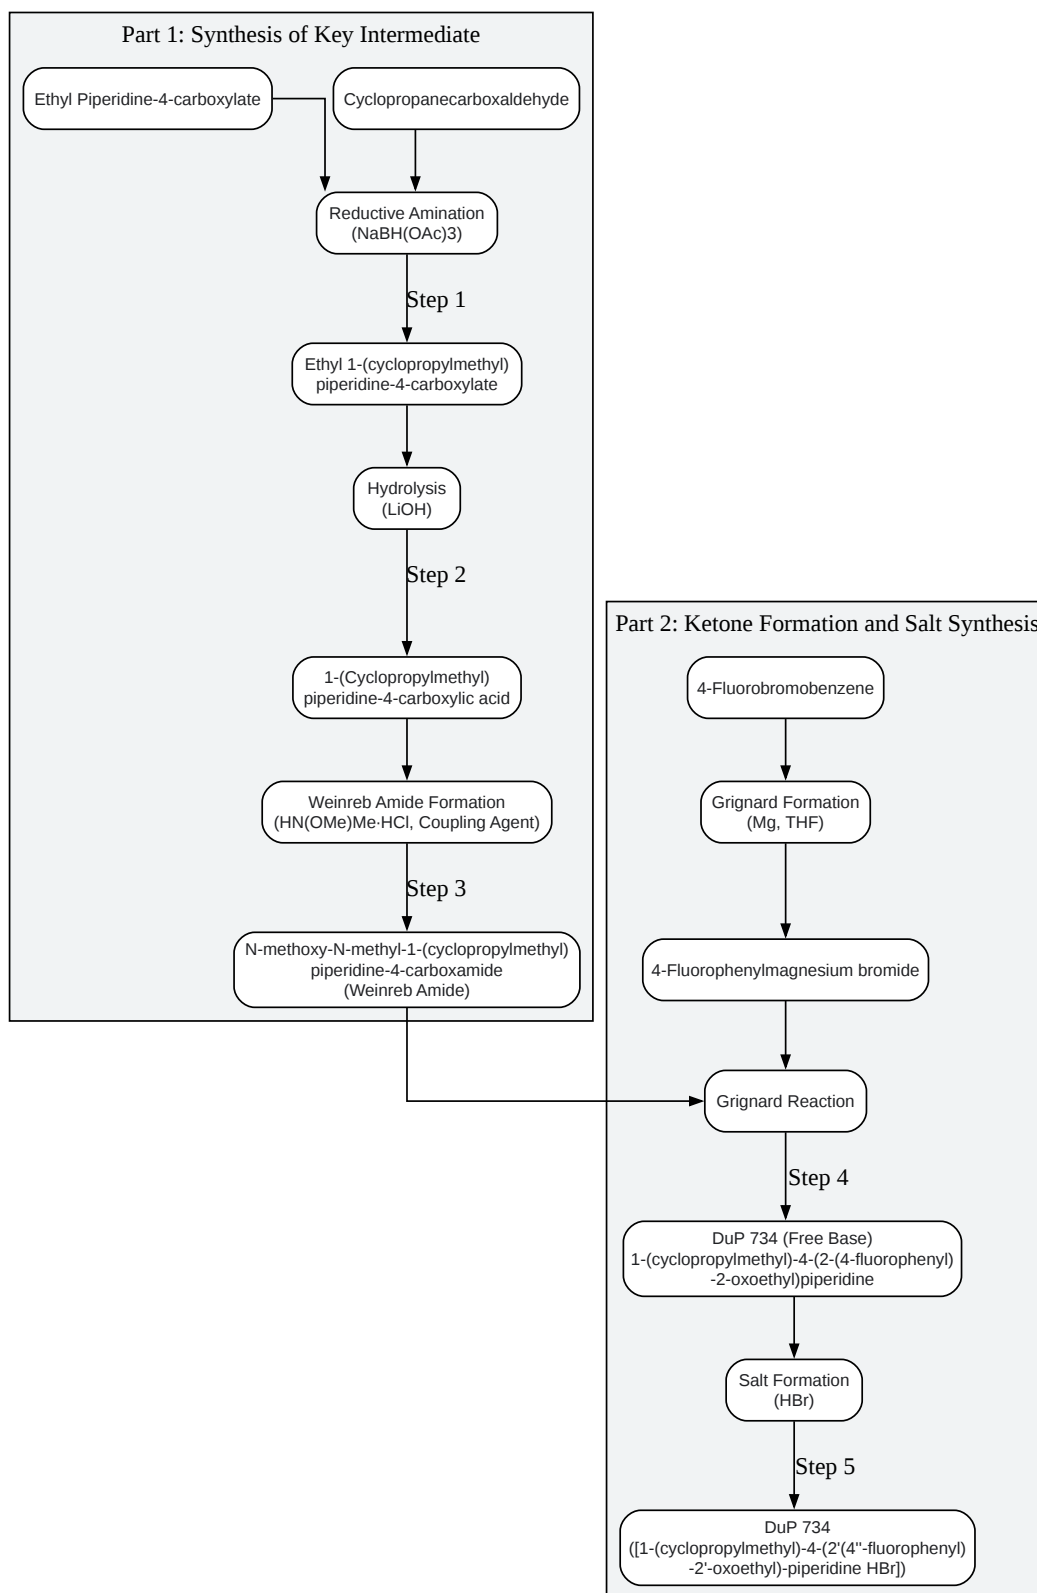 Part 1: Synthesis of Key Intermediate
Ethyl Piperidine-4-carboxylate
Cyclopropanecarboxaldehyde
Reductive Amination
(NaBH(OAc)3)
Step 1
Ethyl 1-(cyclopropylmethyl)
piperidine-4-carboxylate
Hydrolysis
(LiOH)
Step 2
1-(Cyclopropylmethyl)
piperidine-4-carboxylic acid
Weinreb Amide Formation
(HN(OMe)Me·HCl, Coupling Agent)
Step 3
N-methoxy-N-methyl-1-(cyclopropylmethyl)
piperidine-4-carboxamide
(Weinreb Amide)
Part 2: Ketone Formation and Salt Synthesis
4-Fluorobromobenzene
Grignard Formation
(Mg, THF)
4-Fluorophenylmagnesium bromide
Grignard Reaction
Step 4
DuP 734 (Free Base)
1-(cyclopropylmethyl)-4-(2-(4-fluorophenyl)
-2-oxoethyl)piperidine
Salt Formation
(HBr)
Step 5
DuP 734
([1-(cyclopropylmethyl)-4-(2'(4''-fluorophenyl)
-2'-oxoethyl)-piperidine HBr])